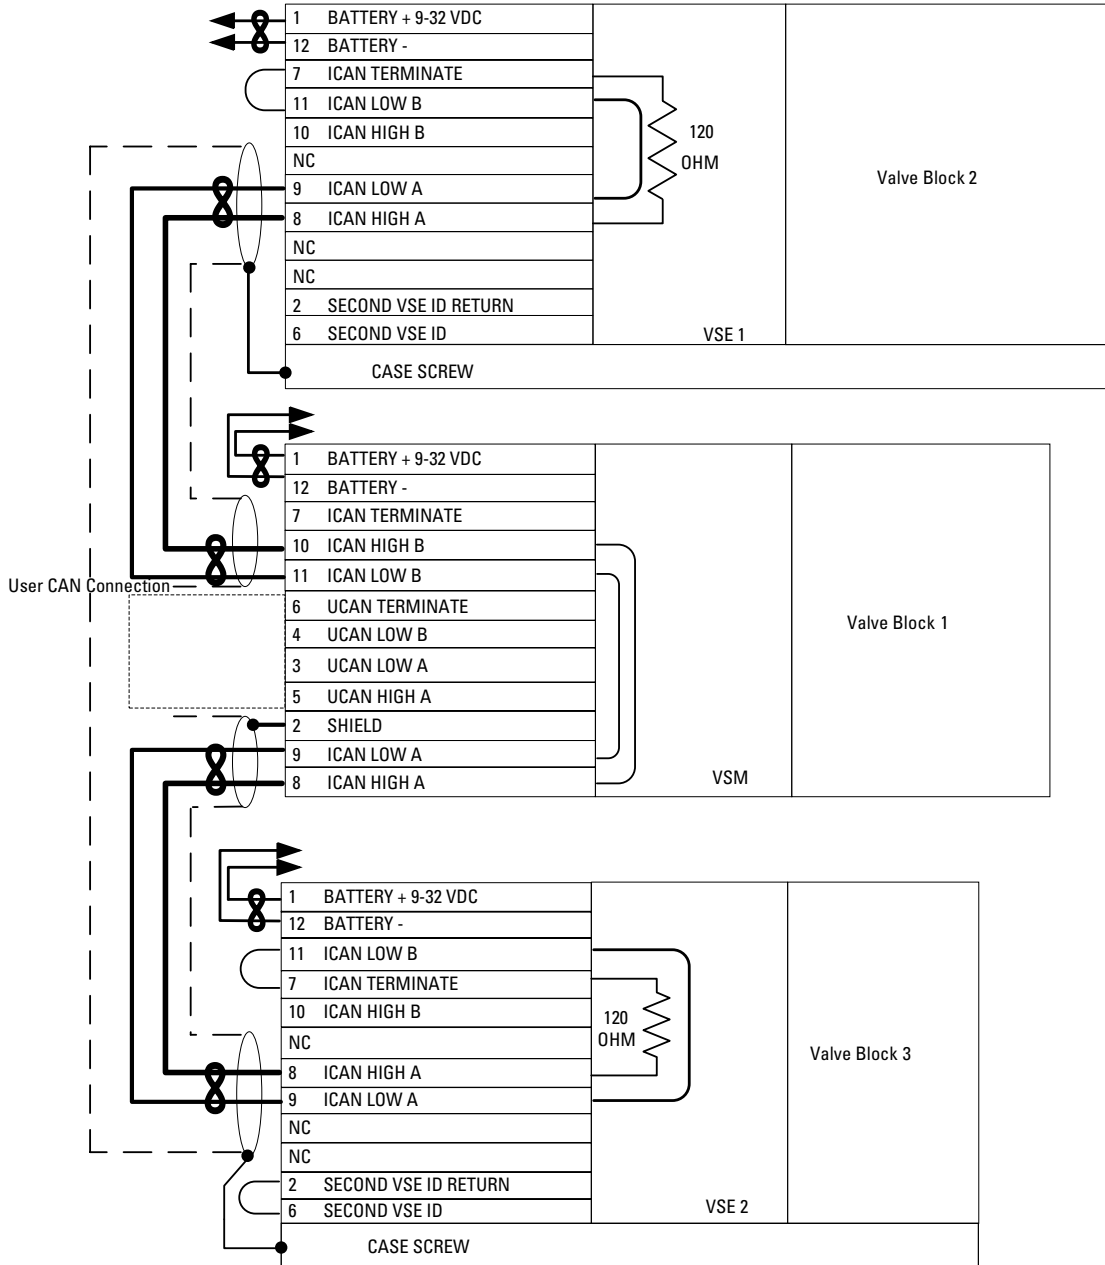 1 BATTERY + 9-32 VDC
12 BATTERY -
7 ICAN TERMINATE
11 ICAN LOW B
10 ICAN HIGH B
NC
9 ICAN LOW A
8 ICAN HIGH A
NC
NC
2 SECOND VSE ID RETURN
6 SECOND VSE ID
CASE SCREW
120
OHM
VSE 1
Valve Block 2
1 BATTERY + 9-32 VDC
12 BATTERY -
7 ICAN TERMINATE
10 ICAN HIGH B
11 ICAN LOW B
User CAN Connection
6 UCAN TERMINATE
4 UCAN LOW B
3 UCAN LOW A
5 UCAN HIGH A
2 SHIELD
9 ICAN LOW A
8 ICAN HIGH A
VSM
Valve Block 1
1 BATTERY + 9-32 VDC
12 BATTERY -
11 ICAN LOW B
7 ICAN TERMINATE
10 ICAN HIGH B
NC
8 ICAN HIGH A
9 ICAN LOW A
NC
NC
2 SECOND VSE ID RETURN
6 SECOND VSE ID
CASE SCREW
120
OHM
VSE 2
Valve Block 3